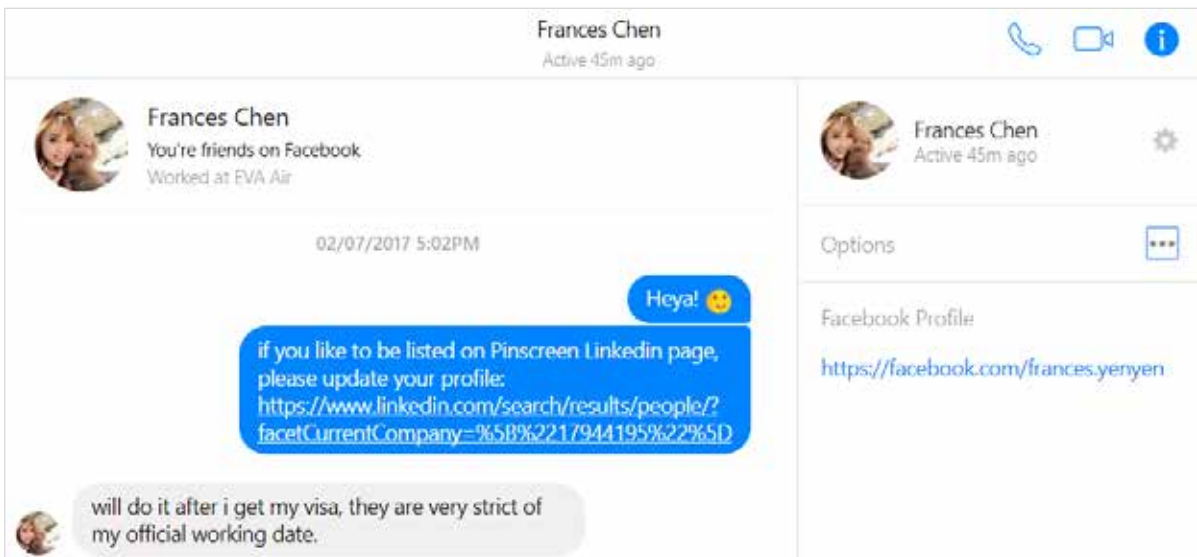 Frances Chen
Active 45m ago
Frances Chen
You're friends on Facebook
Worked at EVA Air
02/07/2017 5:02PM
Heya!
if you like to be listed on Pinscreen Linkedin page,
please update your profile:
https://www.linkedin.com/search/results/people/?
facetCurrentCompany=%5B%2217944195%22%5D
will do it after i get my visa, they are very strict of
my official working date.
Frances Chen
Active 45m ago
Options
Facebook Profile
https://facebook.com/frances.yenyen